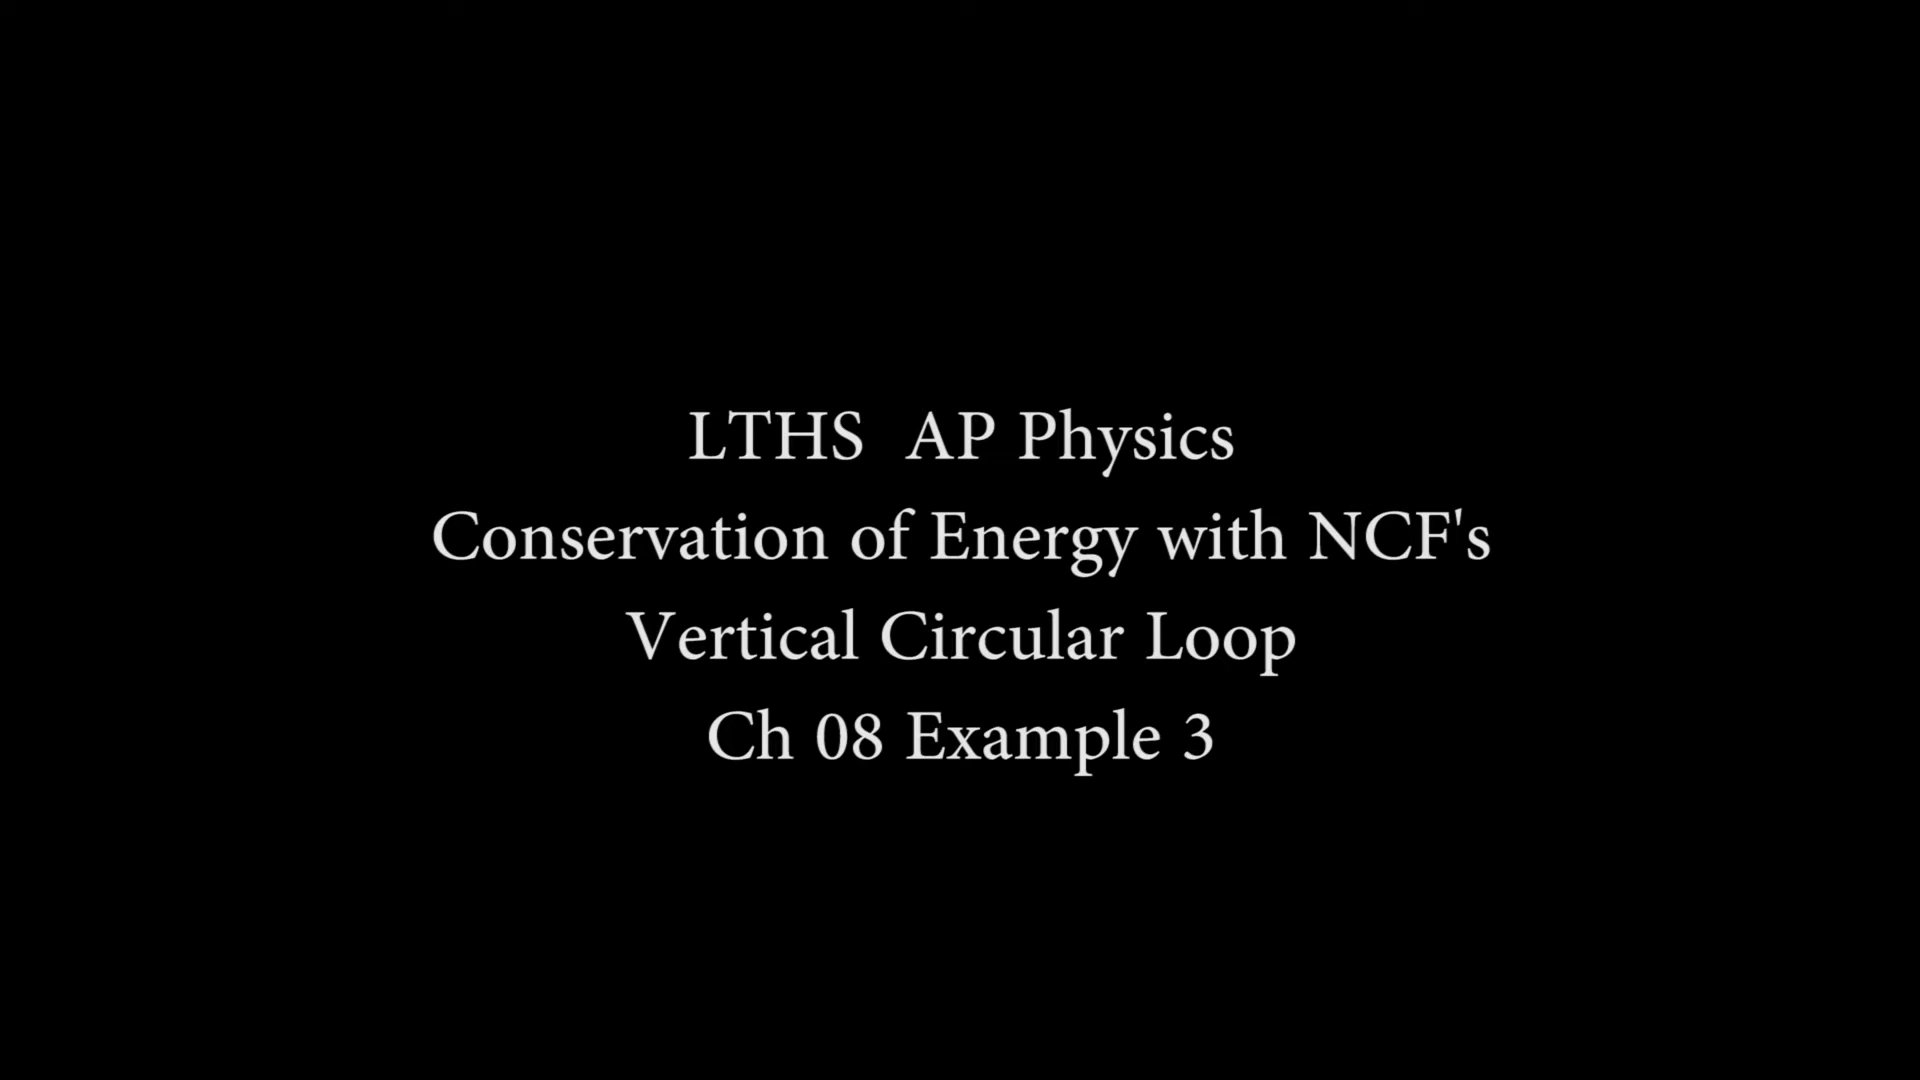 LTHS  AP Physics
Conservation of Energy with NCF's
Vertical Circular Loop
Ch 08 Example 3